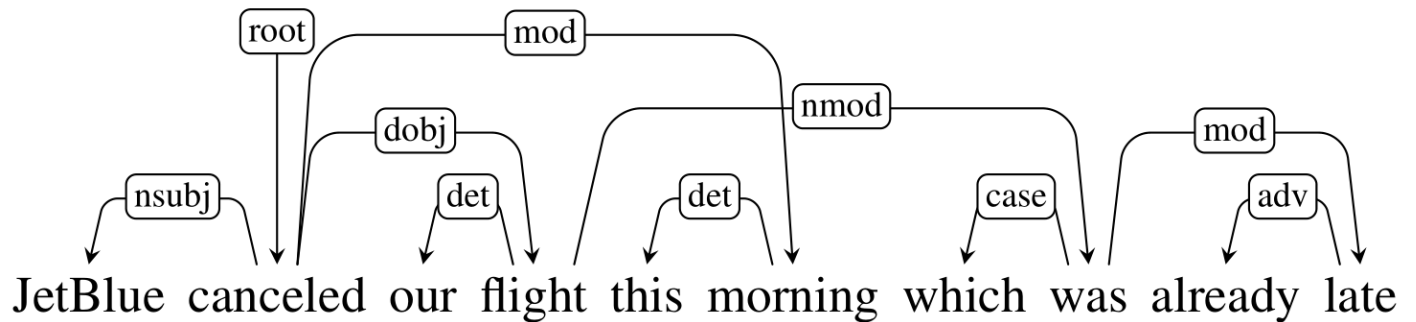 root mod
nmod
dobj mod
nsubj det det case adv
JetBlue canceled our flight this morning which was already late